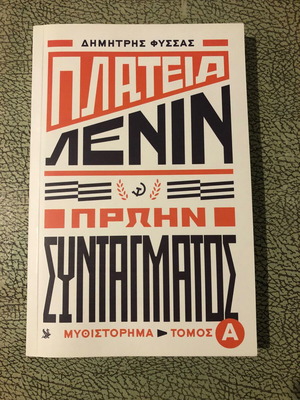 ΔΗΜΗΤΡΗΣ ΦΥΣΣΑΣ
ΠΛΑΤΕΙΑ
ΛΕΝΙΝ
ΠΡΩΗΝ
ΣΥΝΤΑΓΜΑΤΟΣ
ΜΥΘΙΣΤΟΡΗΜΑ ΤΟΜΟΣ Α